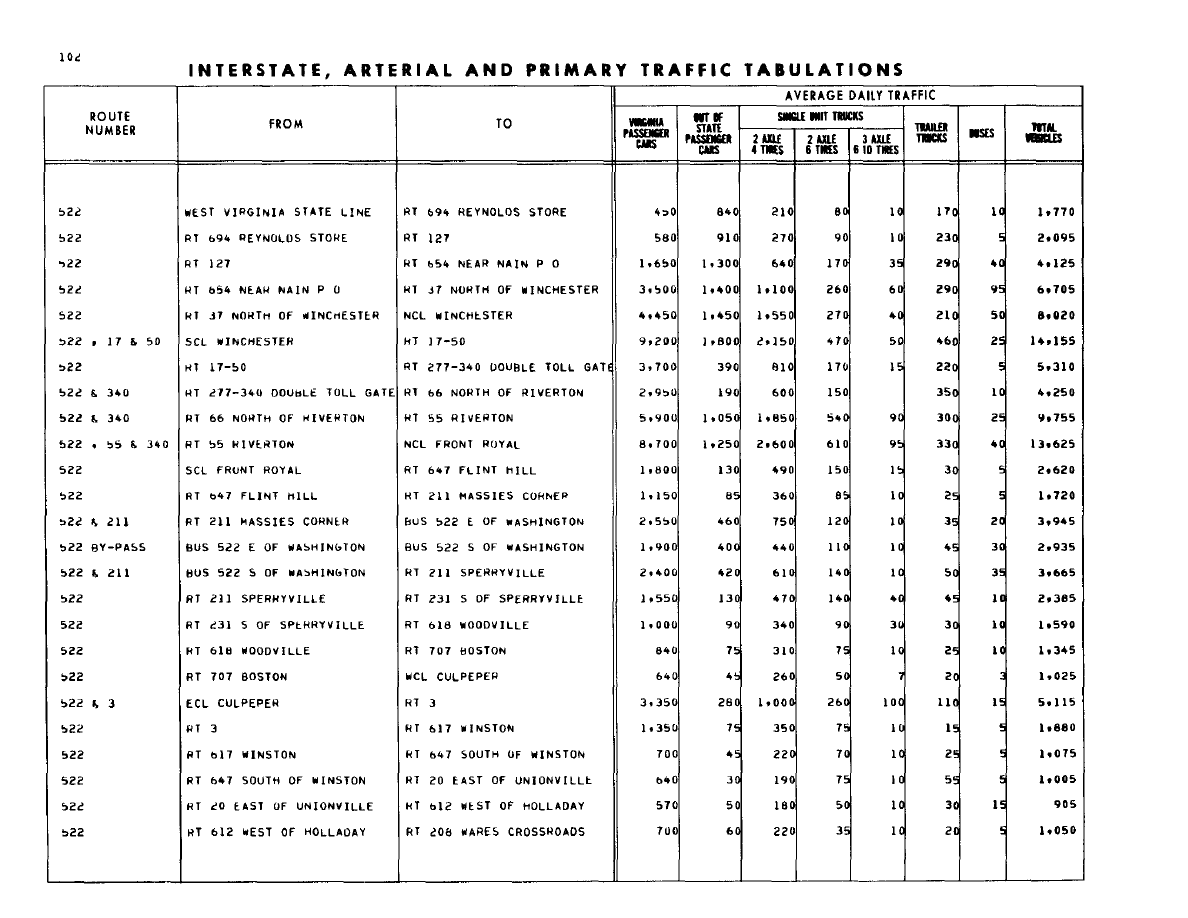 102
INTERSTATE, ARTERIAL AND PRIMARY TRAFFIC TABULATIONS
AVERAGE DAILY TRAFFIC
ROUTE NUMBER FROM TO VIRGINIA PASSENGER CARS OUT OF STATE PASSENGER CARS SINGLE UNIT TRUCKS 2 AXLE 4 TIRES 2 AXLE 6 TIRES 3 AXLE 6 10 TIRES TRAILER TRUCKS BUSES TOTAL VEHICLES
522 WEST VIRGINIA STATE LINE RT 694 REYNOLDS STORE 450 840 210 80 10 170 10 1,770
522 RT 694 REYNOLDS STORE RT 127 580 910 270 90 10 230 5 2,095
522 RT 127 RT 654 NEAR NAIN P O 1,650 1,300 640 170 35 290 40 4,125
522 RT 654 NEAR NAIN P O RT 37 NORTH OF WINCHESTER 3,500 1,400 1,100 260 60 290 95 6,705
522 RT 37 NORTH OF WINCHESTER NCL WINCHESTER 4,450 1,450 1,550 270 40 210 50 8,020
522 , 17 & 50 SCL WINCHESTER RT 17-50 9,200 1,800 2,150 470 50 460 25 14,155
522 RT 17-50 RT 277-340 DOUBLE TOLL GATE 3,700 390 810 170 15 220 5 5,310
522 & 340 RT 277-340 DOUBLE TOLL GATE RT 66 NORTH OF RIVERTON 2,950 190 600 150 350 10 4,250
522 & 340 RT 66 NORTH OF RIVERTON RT 55 RIVERTON 5,900 1,050 1,850 540 90 300 25 9,755
522 , 55 & 340 RT 55 RIVERTON NCL FRONT ROYAL 8,700 1,250 2,600 610 95 330 40 13,625
522 SCL FRONT ROYAL RT 647 FLINT HILL 1,800 130 490 150 15 30 5 2,620
522 RT 647 FLINT HILL RT 211 MASSIES CORNER 1,150 85 360 85 10 25 5 1,720
522 & 211 RT 211 MASSIES CORNER BUS 522 E OF WASHINGTON 2,550 460 750 120 10 35 20 3,945
522 BY-PASS BUS 522 E OF WASHINGTON BUS 522 S OF WASHINGTON 1,900 400 440 110 10 45 30 2,935
522 & 211 BUS 522 S OF WASHINGTON RT 211 SPERRYVILLE 2,400 420 610 140 10 50 35 3,665
522 RT 211 SPERRYVILLE RT 231 S OF SPERRYVILLE 1,550 130 470 140 40 45 10 2,385
522 RT 231 S OF SPERRYVILLE RT 618 WOODVILLE 1,000 90 340 90 30 30 10 1,590
522 RT 618 WOODVILLE RT 707 BOSTON 840 75 310 75 10 25 10 1,345
522 RT 707 BOSTON WCL CULPEPER 640 45 260 50 7 20 3 1,025
522 & 3 ECL CULPEPER RT 3 3,350 280 1,000 260 100 110 15 5,115
522 RT 3 RT 617 WINSTON 1,350 75 350 75 10 15 5 1,880
522 RT 617 WINSTON RT 647 SOUTH OF WINSTON 700 45 220 70 10 25 5 1,075
522 RT 647 SOUTH OF WINSTON RT 20 EAST OF UNIONVILLE 640 30 190 75 10 55 5 1,005
522 RT 20 EAST OF UNIONVILLE RT 612 WEST OF HOLLADAY 570 50 180 50 10 30 15 905
522 RT 612 WEST OF HOLLADAY RT 208 WARES CROSSROADS 700 60 220 35 10 20 5 1,050